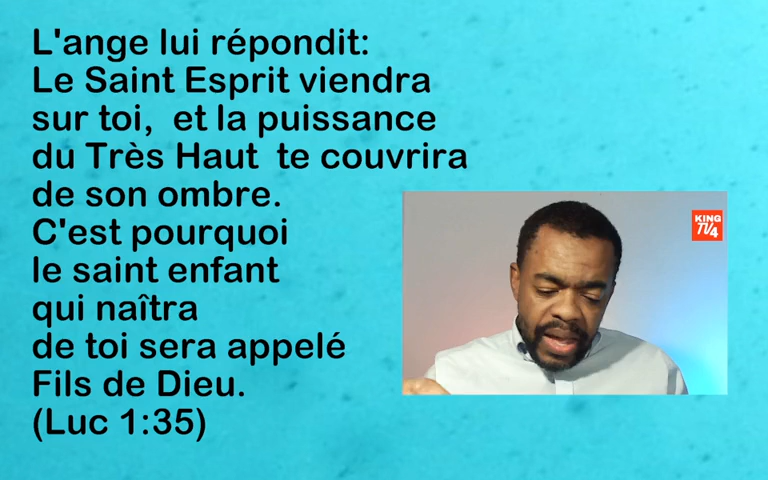 L'ange lui répondit:
Le Saint Esprit viendra
sur toi,  et la puissance
du Très Haut  te couvrira
de son ombre.
C'est pourquoi
le saint enfant
qui naîtra
de toi sera appelé
Fils de Dieu.
(Luc 1:35)
KING
TV4